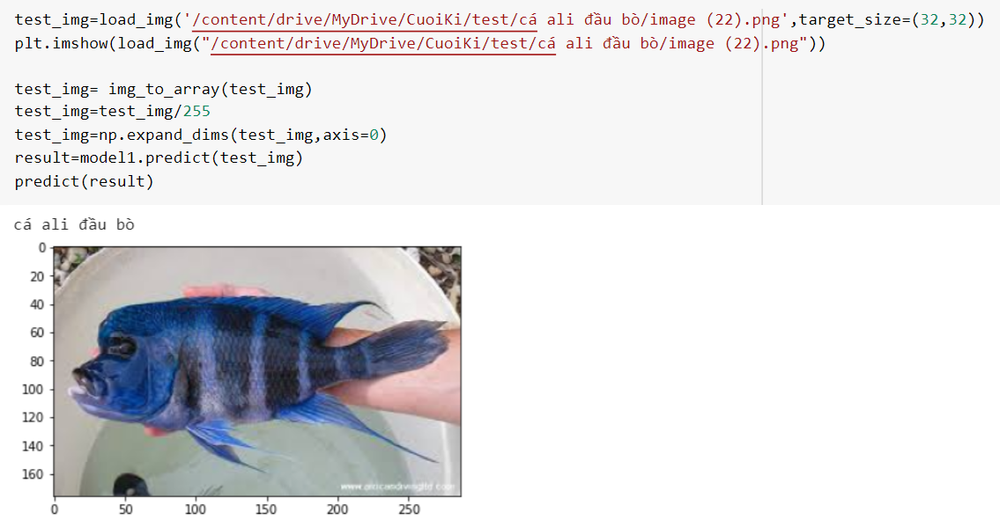 test_img=load_img('/content/drive/MyDrive/CuoiKi/test/cá ali đầu bò/image (22).png',target_size=(32,32))
plt.imshow(load_img("/content/drive/MyDrive/CuoiKi/test/cá ali đầu bò/image (22).png"))
test_img= img_to_array(test_img)
test_img=test_img/255
test_img=np.expand_dims(test_img,axis=0)
result=model1.predict(test_img)
predict(result)
cá ali đầu bò
0
20
40
60
80
100
120
140
160
0 50 100 150 200 250